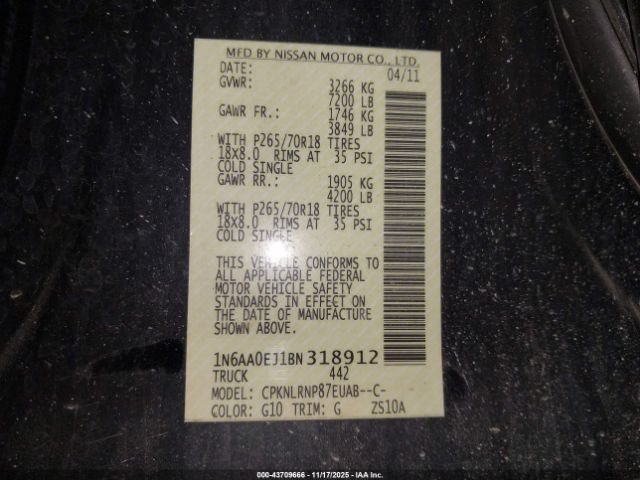 MFD BY NISSAN MOTOR CO., LTD.
DATE: 04/11
GVWR: 3266 KG
7200 LB
GAWR FR.: 1746 KG
3849 LB
WITH P265/70R18 TIRES
18X8.0 RIMS AT 35 PSI
COLD SINGLE
GAWR RR.: 1905 KG
4200 LB
WITH P265/70R18 TIRES
18X8.0 RIMS AT 35 PSI
COLD SINGLE
THIS VEHICLE CONFORMS TO
ALL APPLICABLE FEDERAL
MOTOR VEHICLE SAFETY
STANDARDS IN EFFECT ON
THE DATE OF MANUFACTURE
SHOWN ABOVE.
1N6AA0EJ1BN318912
TRUCK 442
MODEL: CPKNLRNP87EUAB--C-
COLOR: G10 TRIM: G ZS10A
000-43709666 - 11/17/2025 - IAA Inc.